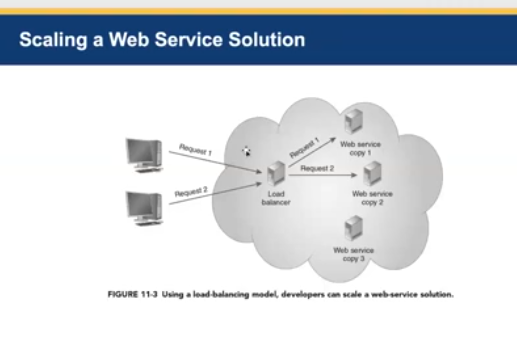 Scaling a Web Service Solution
Request 1
Request 2
Load
balancer
Request 1
Request 2
Web service
copy 1
Web service
copy 2
Web service
copy 3
FIGURE 11-3 Using a load-balancing model, developers can scale a web-service solution.